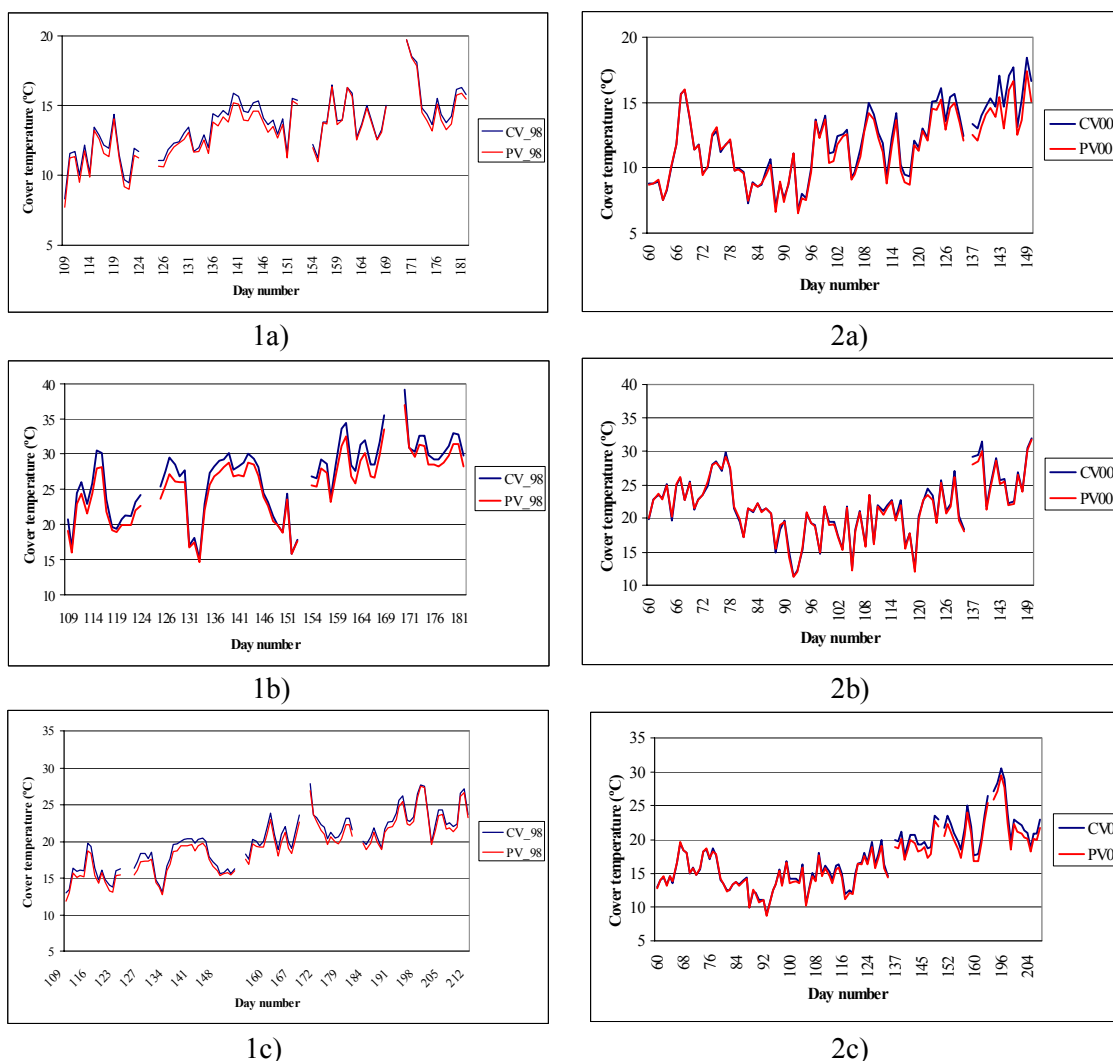 20
15
10
5
Cover temperature (ºC)
109 114 119 124 126 131 136 141 146 151 154 159 164 169 171 176 181
Day number
CV_98
PV_98
1a)
20
15
10
5
Cover temperature (ºC)
60 66 72 78 84 90 96 102 108 114 120 126 137 143 149
Day number
CV00
PV00
2a)
40
35
30
25
20
15
10
Cover temperature (ºC)
109 114 119 124 126 131 136 141 146 151 154 159 164 169 171 176 181
Day number
CV_98
PV_98
1b)
40
35
30
25
20
15
10
Cover temperature (ºC)
60 66 72 78 84 90 96 102 108 114 120 126 137 143 149
Day number
CV00
PV00
2b)
35
30
25
20
15
10
5
Cover temperature (ºC)
109 116 123 127 134 141 148 160 167 172 179 184 191 198 205 212
Day number
CV_98
PV_98
1c)
35
30
25
20
15
10
5
Cover temperature (ºC)
60 68 76 84 92 100 108 116 124 137 145 152 160 196 204
Day number
CV0
PV0
2c)